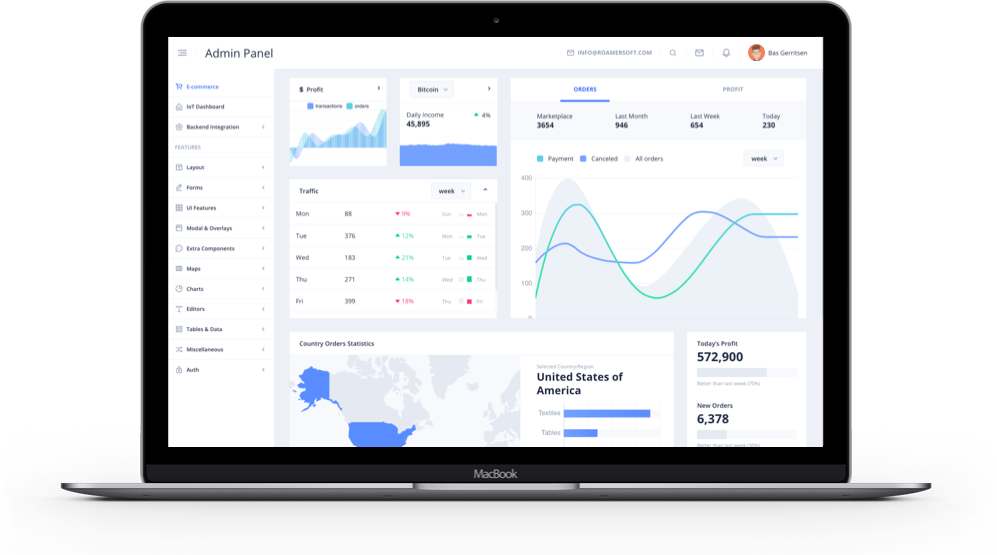 Admin Panel
INFO@ROAMERSOFT.COM
Bas Gerritsen
E-commerce
IoT Dashboard
Backend Integration
FEATURES
Layout
Forms
UI Features
Modal & Overlays
Extra Components
Maps
Charts
Editors
Tables & Data
Miscellaneous
Auth
$ Profit
transactions orders
Bitcoin
Daily Income 4%
45,895
Traffic week
Mon 88 9% Sun Mon
Tue 376 12% Mon Tue
Wed 183 21% Tue Wed
Thu 271 14% Wed Thu
Fri 399 18% Thu Fri
ORDERS PROFIT
Marketplace Last Month Last Week Today
3654 946 654 230
Payment Canceled All orders week
400
300
200
100
0
Country Orders Statistics
Selected Country/Region
United States of
America
Textiles
Tables
Today's Profit
572,900
Better than last week (70%)
New Orders
6,378
Better than last week (30%)
MacBook